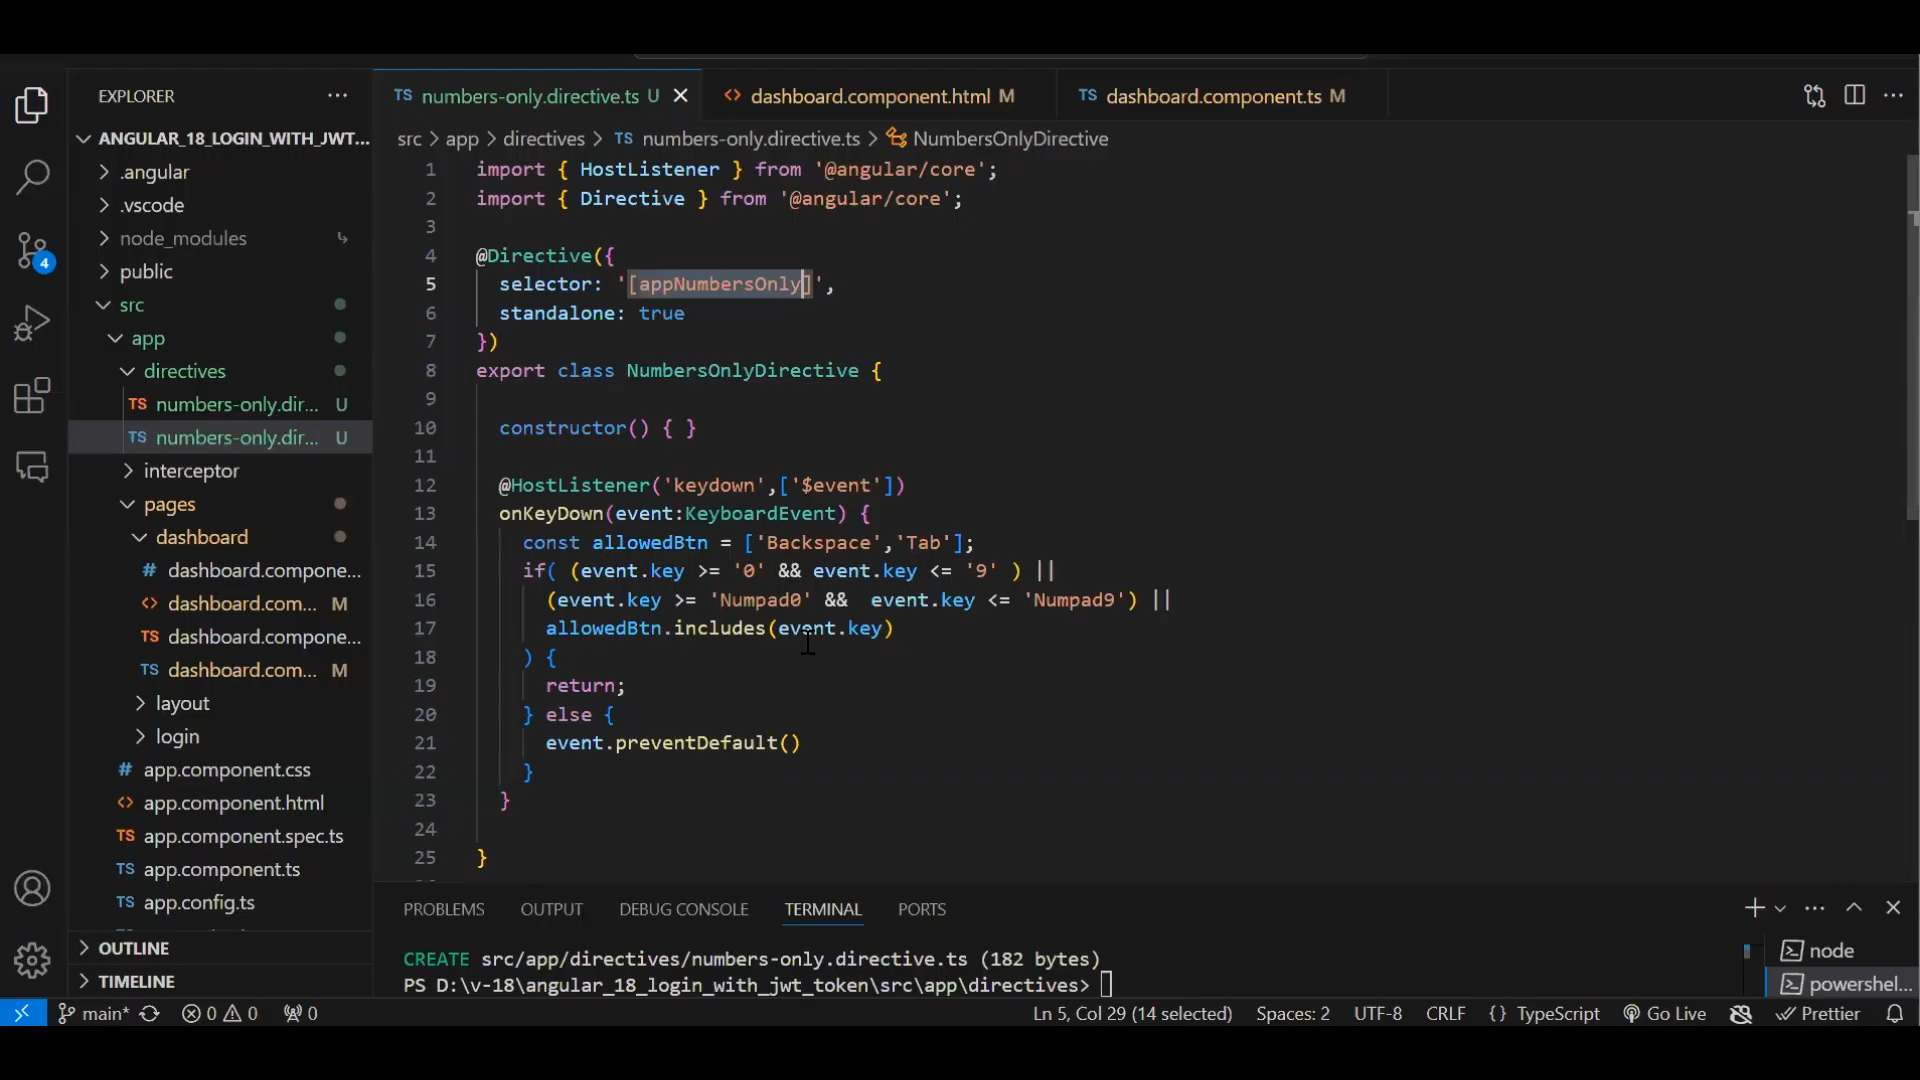 EXPLORER ...
numbers-only.directive.ts U
dashboard.component.html M
dashboard.component.ts M
ANGULAR_18_LOGIN_WITH_JWT_...
src > app > directives > TS numbers-only.directive.ts > NumbersOnlyDirective
.angular
.vscode
node_modules
public
src
app
directives
TS numbers-only.dir... U
TS numbers-only.dir... U
interceptor
pages
dashboard
# dashboard.compone...
<> dashboard.com... M
TS dashboard.compone...
TS dashboard.com... M
layout
login
# app.component.css
<> app.component.html
TS app.component.spec.ts
TS app.component.ts
TS app.config.ts
OUTLINE
TIMELINE
4
1 import { HostListener } from '@angular/core';
2 import { Directive } from '@angular/core';
3
4 @Directive({
5 selector: '[appNumbersOnly]',
6 standalone: true
7 })
8 export class NumbersOnlyDirective {
9
10 constructor() { }
11
12 @HostListener('keydown',['$event'])
13 onKeyDown(event:KeyboardEvent) {
14 const allowedBtn = ['Backspace','Tab'];
15 if( (event.key >= '0' && event.key <= '9' ) ||
16 (event.key >= 'Numpad0' &&  event.key <= 'Numpad9') ||
17 allowedBtn.includes(event.key)
18 ) {
19 return;
20 } else {
21 event.preventDefault()
22 }
23 }
24
25 }
PROBLEMS OUTPUT DEBUG CONSOLE TERMINAL PORTS
CREATE src/app/directives/numbers-only.directive.ts (182 bytes)
PS D:\v-18\angular_18_login_with_jwt_token\src\app\directives>
node
powershel...
main* 0 0 0 Ln 5, Col 29 (14 selected) Spaces: 2 UTF-8 CRLF {} TypeScript Go Live Prettier